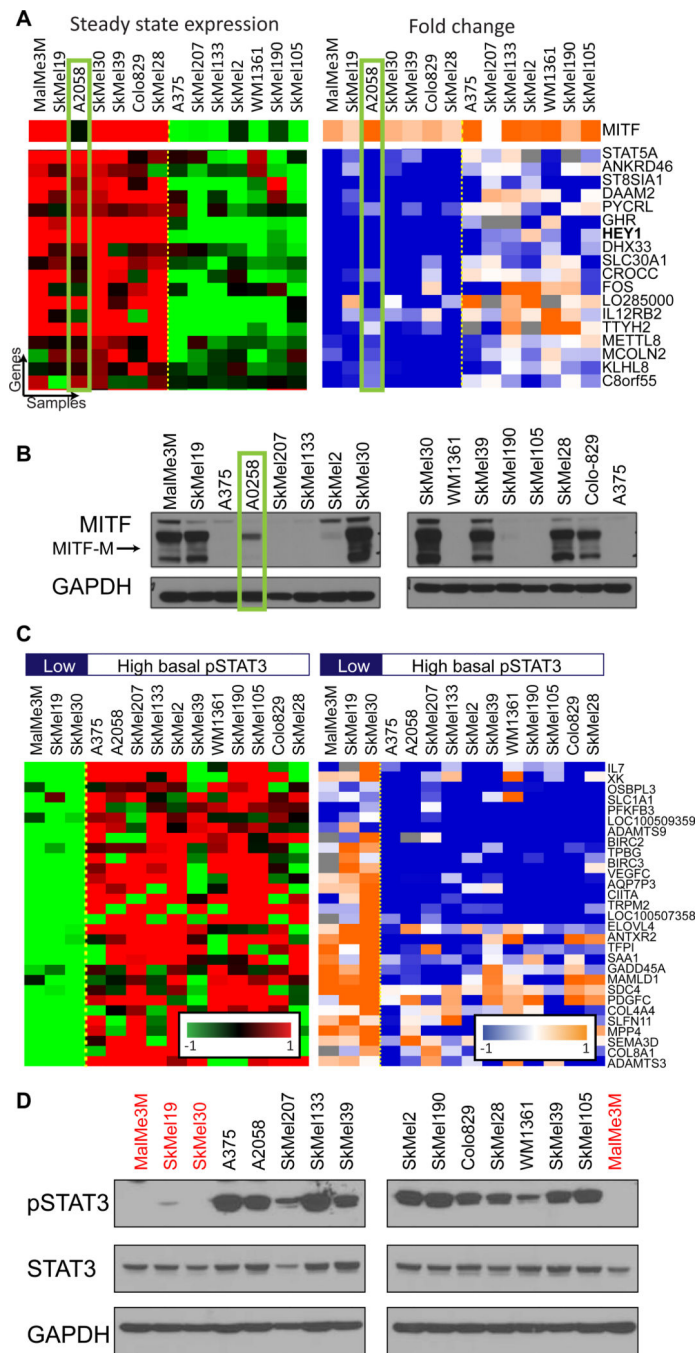 A
Steady state expression
Fold change
MalMe3M
SkMel19
A2058
SkMel30
SkMel39
Colo829
SkMel28
A375
SkMel207
SkMel133
SkMel2
WM1361
SkMel190
SkMel105
MalMe3M
SkMel19
A2058
SkMel30
SkMel39
Colo829
SkMel28
A375
SkMel207
SkMel133
SkMel2
WM1361
SkMel190
SkMel105
MITF
STAT5A
ANKRD46
ST8SIA1
DAAM2
PYCRL
GHR
HEY1
DHX33
SLC30A1
CROCC
FOS
LO285000
IL12RB2
TTYH2
METTL8
MCOLN2
KLHL8
C8orf55
Genes
Samples
B
MalMe3M
SkMel19
A375
A0258
SkMel207
SkMel133
SkMel2
SkMel30
SkMel30
WM1361
SkMel39
SkMel190
SkMel105
SkMel28
Colo-829
A375
MITF
MITF-M
GAPDH
C
Low
High basal pSTAT3
Low
High basal pSTAT3
MalMe3M
SkMel19
SkMel30
A375
A2058
SkMel207
SkMel133
SkMel2
SkMel39
WM1361
SkMel190
SkMel105
Colo829
SkMel28
MalMe3M
SkMel19
SkMel30
A375
A2058
SkMel207
SkMel133
SkMel2
SkMel39
WM1361
SkMel190
SkMel105
Colo829
SkMel28
IL7
XK
OSBPL3
SLC1A1
PFKFB3
LOC100509359
ADAMTS9
BIRC2
TPBG
BIRC3
VEGFC
AQP7P3
CIITA
TRPM2
LOC100507358
ELOVL4
ANTXR2
TFPI
SAA1
GADD45A
MAMLD1
SDC4
PDGFC
COL4A4
SLFN11
MPP4
SEMA3D
COL8A1
ADAMTS3
-1 1
-1 1
D
MalMe3M
SkMel19
SkMel30
A375
A2058
SkMel207
SkMel133
SkMel39
SkMel2
SkMel190
Colo829
SkMel28
WM1361
SkMel39
SkMel105
MalMe3M
pSTAT3
STAT3
GAPDH